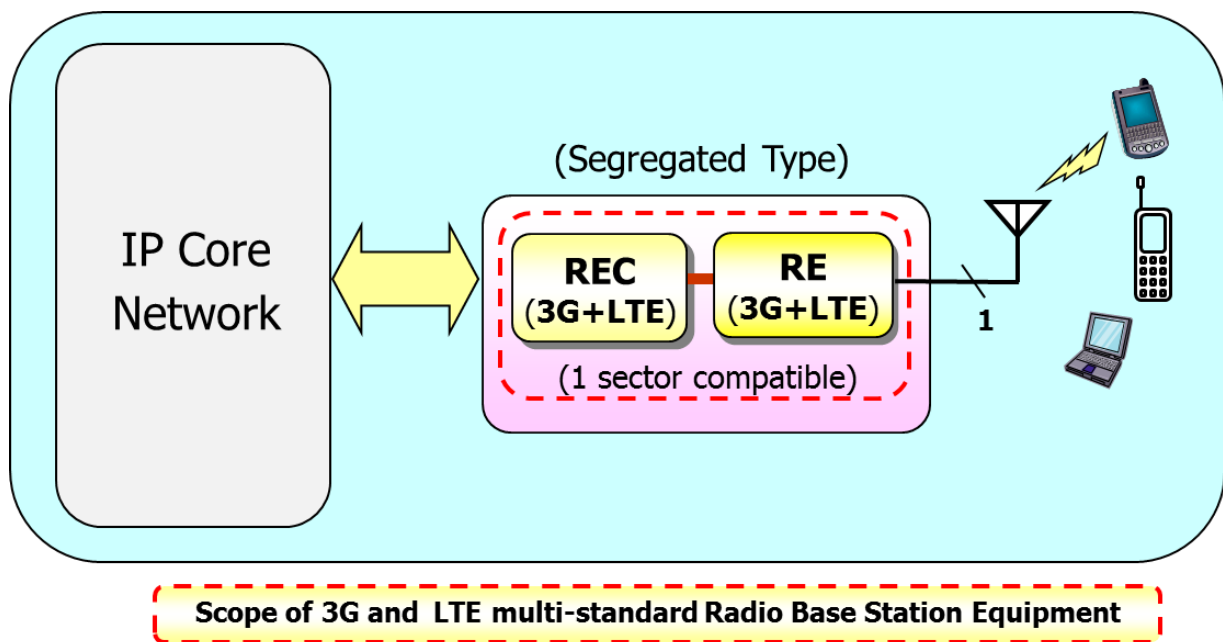 IP Core
Network
(Segregated Type)
REC
(3G+LTE)
RE
(3G+LTE)
(1 sector compatible)
1
Scope of 3G and LTE multi-standard Radio Base Station Equipment